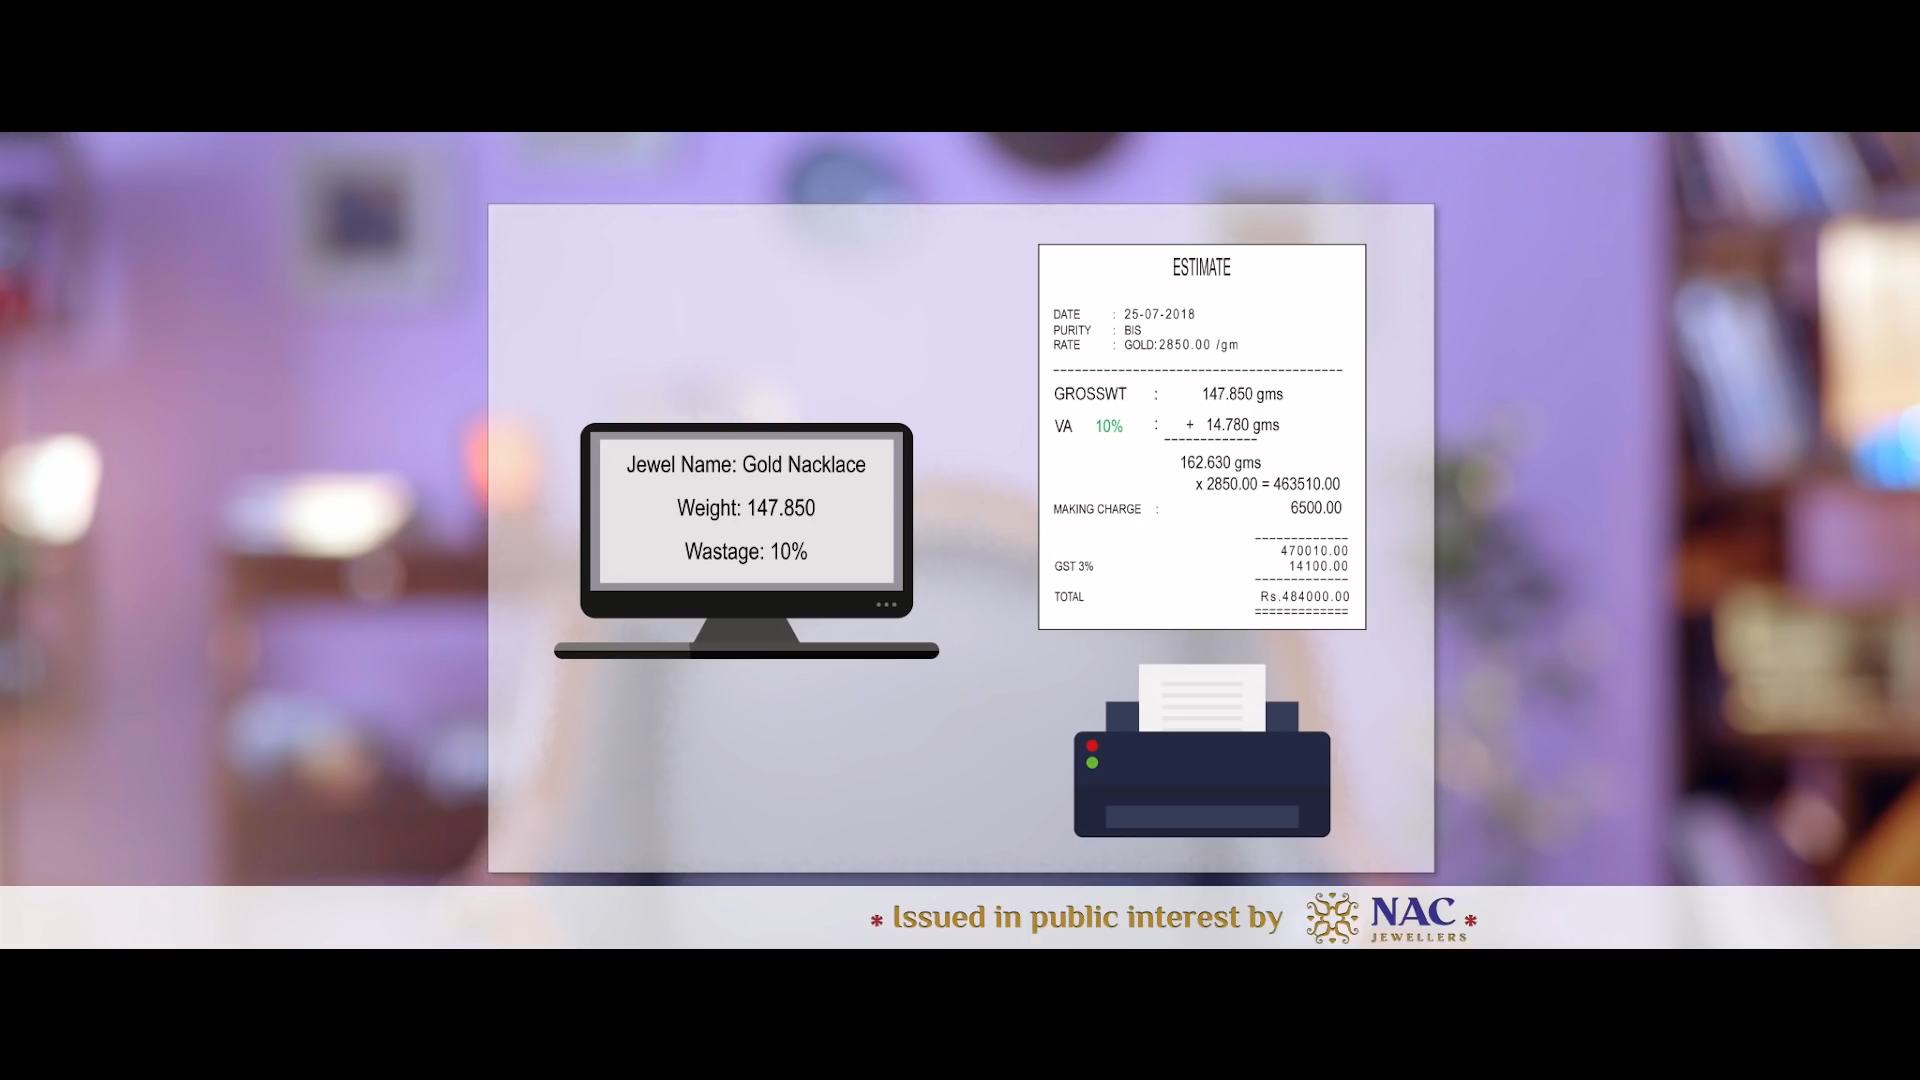 Jewel Name: Gold Nacklace
Weight: 147.850
Wastage: 10%
ESTIMATE
DATE : 25-07-2018
PURITY : BIS
RATE : GOLD:2850.00 /gm
GROSSWT : 147.850 gms
VA 10% : + 14.780 gms
162.630 gms
x 2850.00 = 463510.00
MAKING CHARGE : 6500.00
470010.00
GST 3% 14100.00
TOTAL Rs.484000.00
* Issued in public interest by NAC JEWELLERS *